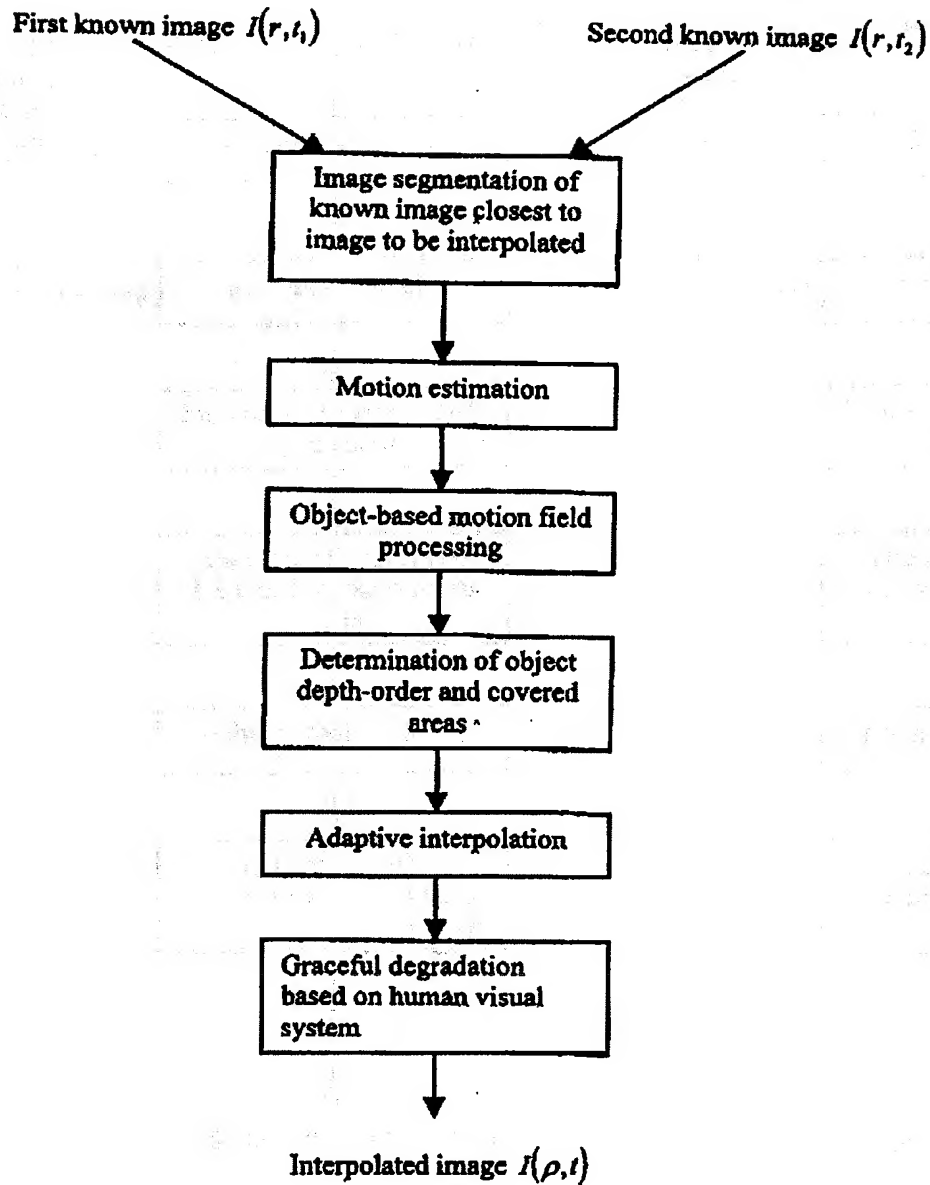 First known image I(r,t₁)
Second known image I(r,t₂)
Image segmentation of
known image closest to
image to be interpolated
Motion estimation
Object-based motion field
processing
Determination of object
depth-order and covered
areas
Adaptive interpolation
Graceful degradation
based on human visual
system
Interpolated image I(ρ,t)